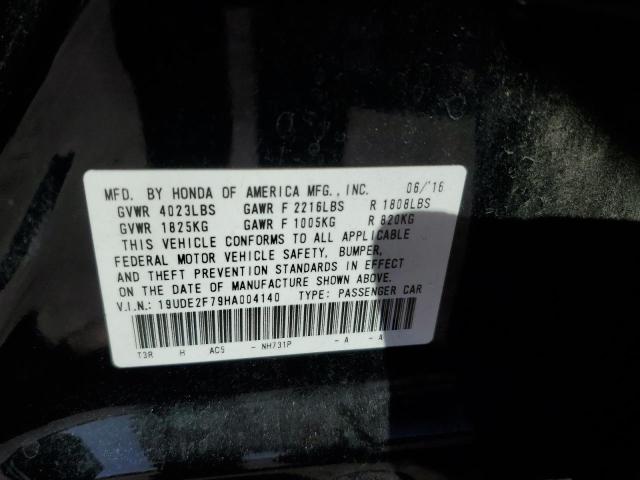 MFD. BY HONDA OF AMERICA MFG., INC. 06/'16
GVWR 4023LBS GAWR F 2216LBS R 1808LBS
GVWR 1825KG GAWR F 1005KG R 820KG
THIS VEHICLE CONFORMS TO ALL APPLICABLE
FEDERAL MOTOR VEHICLE SAFETY, BUMPER,
AND THEFT PREVENTION STANDARDS IN EFFECT
ON THE DATE OF MANUFACTURE SHOWN ABOVE.
V.I.N.: 19UDE2F79HA004140 TYPE: PASSENGER CAR
T3R H AC5 - NH731P - A - A